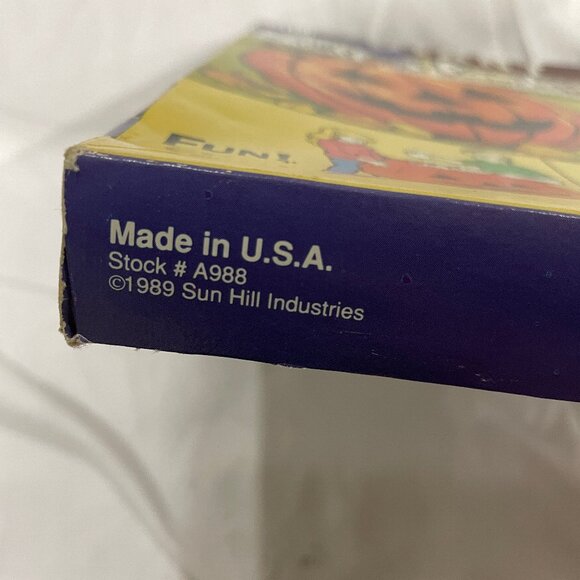 FUN!
Made in U.S.A.
Stock # A988
©1989 Sun Hill Industries